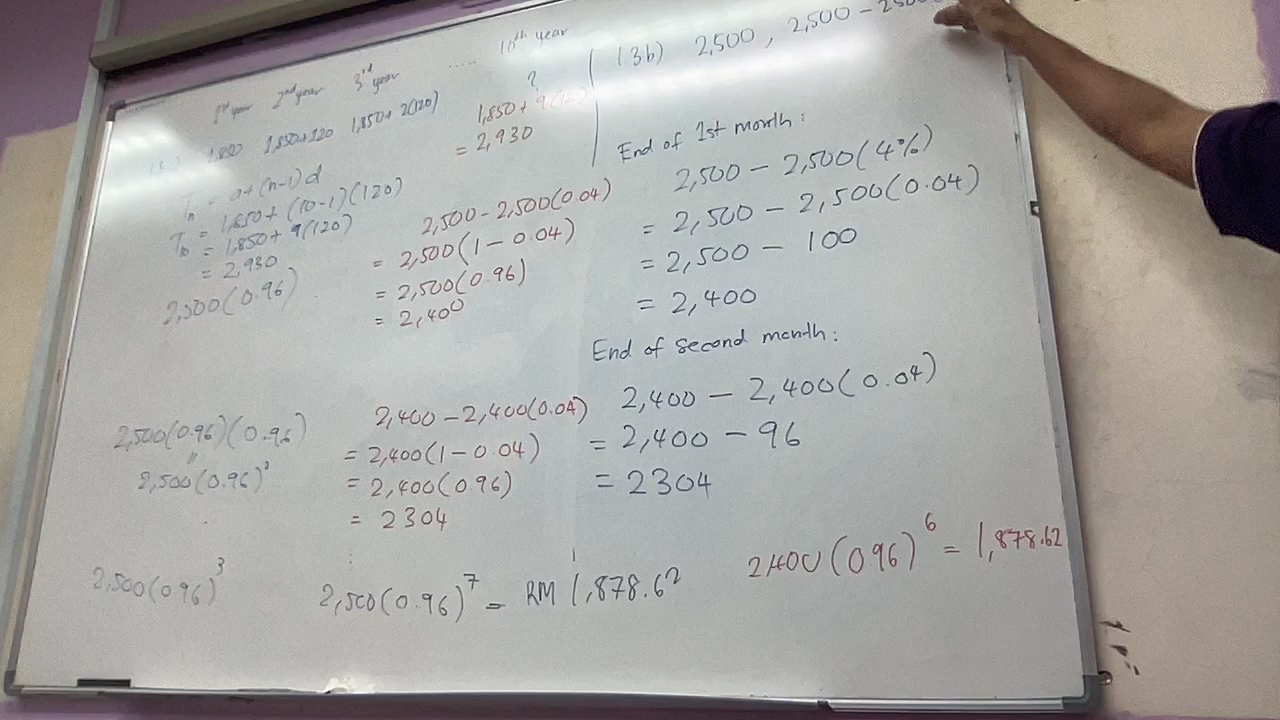 1st year 2nd year 3rd year ..... 10th year
?
1,850 1,850+120 1,850+2(120) 1,850+9(120)
= 2,930
Tn = a+(n-1)d
T10 = 1,850+(10-1)(120)
= 1,850+9(120)
= 2,930
2,500(0.96)
2,500(0.96)(0.96)
"
2,500(0.96)²
2,500(0.96)³
2,500-2,500(0.04)
= 2,500(1-0.04)
= 2,500(0.96)
= 2,400
2,400-2,400(0.04)
= 2,400(1-0.04)
= 2,400(0.96)
= 2304
2,500(0.96)⁷ = RM 1,878.62
(3b) 2,500, 2,500-2500
End of 1st month:
2,500 - 2,500(4%)
= 2,500 - 2,500(0.04)
= 2,500 - 100
= 2,400
End of second month:
2,400 - 2,400(0.04)
= 2,400 - 96
= 2304
2400(096)⁶ = 1,878.62